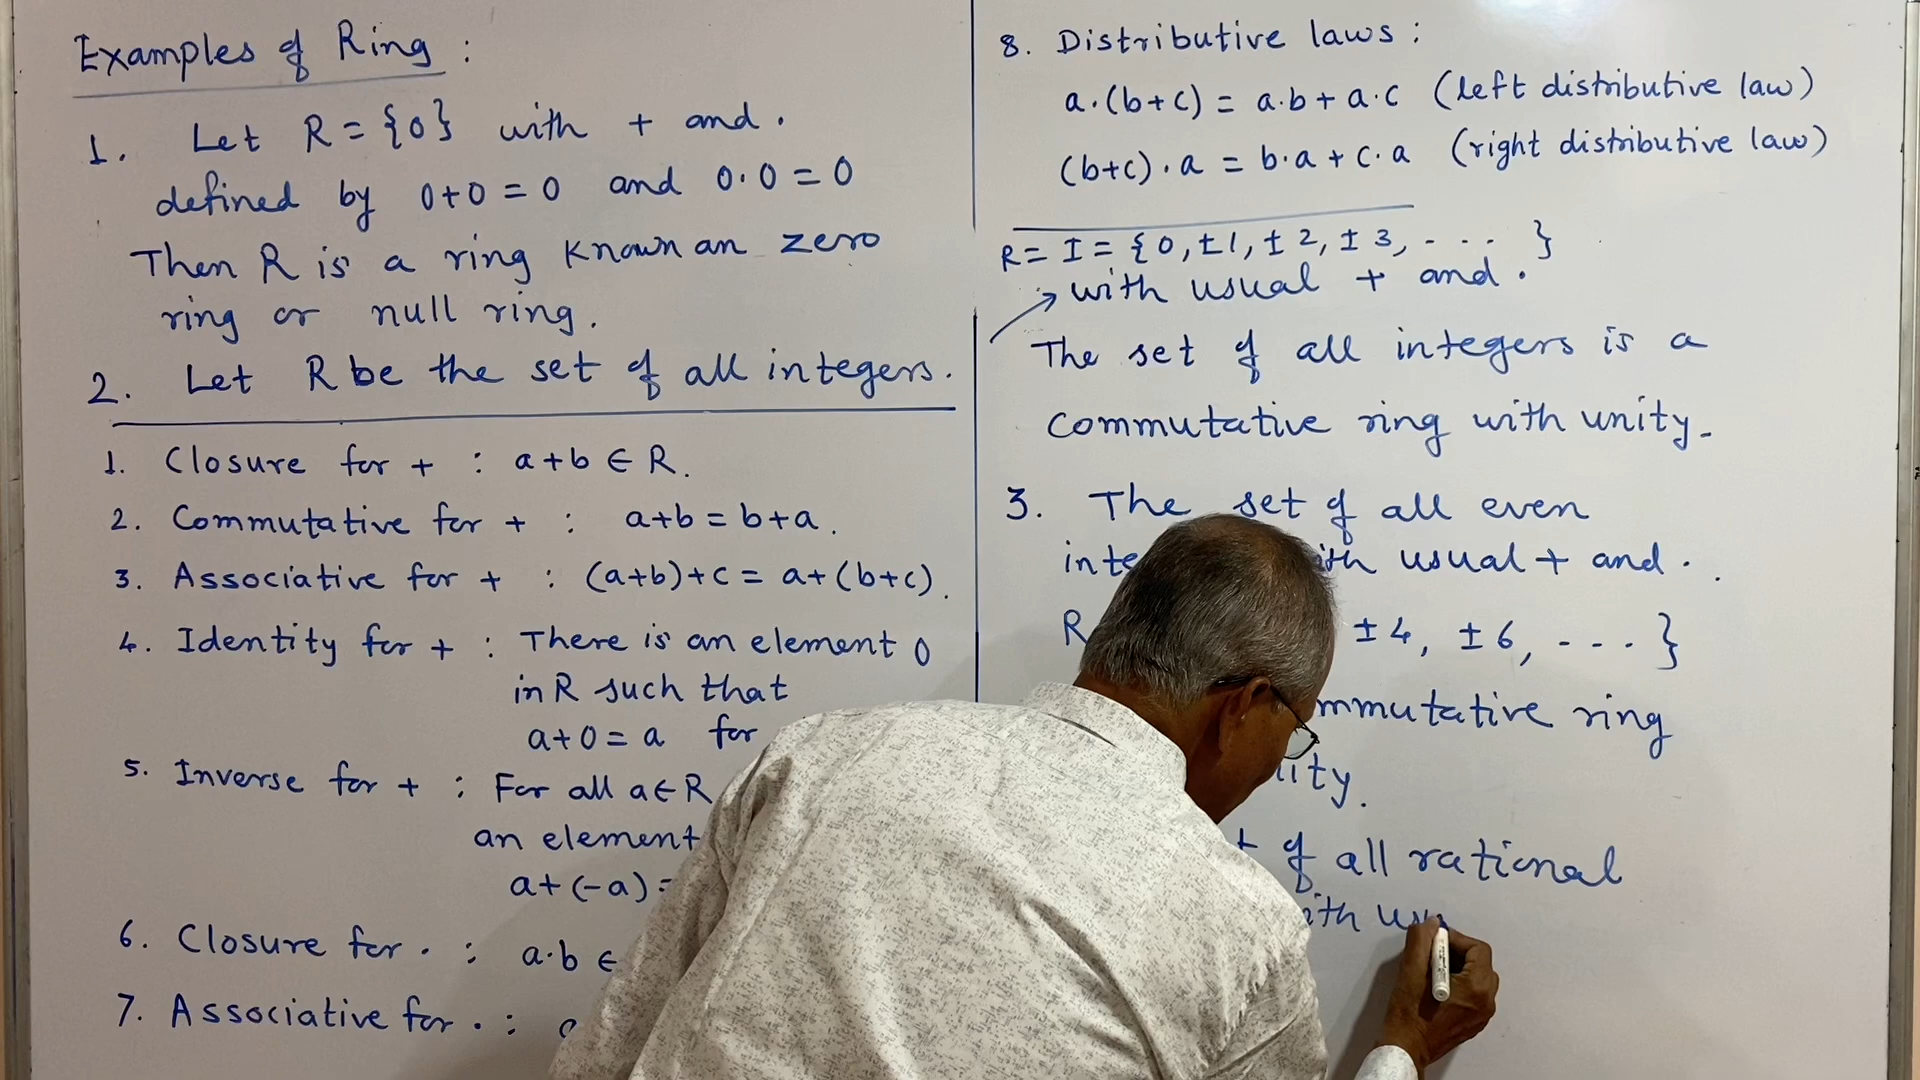 Examples of Ring :
1. Let R = {0} with + and .
defined by 0+0=0 and 0·0=0
Then R is a ring known an zero
ring or null ring.
2. Let R be the set of all integers.
1. Closure for + : a+b ∈ R.
2. Commutative for + : a+b = b+a.
3. Associative for + : (a+b)+c = a+(b+c).
4. Identity for + : There is an element 0
in R such that
a+0 = a for
5. Inverse for + : For all a∈R
an element
a+(-a) =
6. Closure for · : a·b ∈
7. Associative for · :
8. Distributive laws :
a·(b+c) = a·b + a·c (left distributive law)
(b+c)·a = b·a + c·a (right distributive law)
R = I = {0, ±1, ±2, ±3, - - - }
with usual + and .
The set of all integers is a
commutative ring with unity.
3. The set of all even
usual + and .
R ±4, ±6, - - - }
ring
of all rational